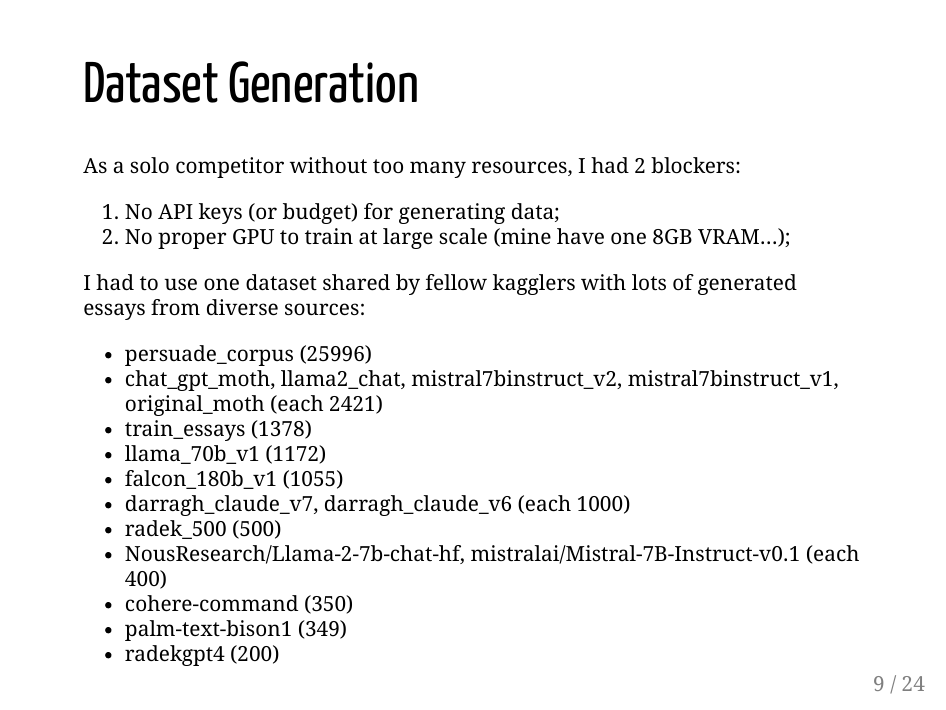 Dataset Generation
As a solo competitor without too many resources, I had 2 blockers:
1. No API keys (or budget) for generating data;
2. No proper GPU to train at large scale (mine have one 8GB VRAM...);
I had to use one dataset shared by fellow kagglers with lots of generated
essays from diverse sources:
• persuade_corpus (25996)
• chat_gpt_moth, llama2_chat, mistral7binstruct_v2, mistral7binstruct_v1,
original_moth (each 2421)
• train_essays (1378)
• llama_70b_v1 (1172)
• falcon_180b_v1 (1055)
• darragh_claude_v7, darragh_claude_v6 (each 1000)
• radek_500 (500)
• NousResearch/Llama-2-7b-chat-hf, mistralai/Mistral-7B-Instruct-v0.1 (each
400)
• cohere-command (350)
• palm-text-bison1 (349)
• radekgpt4 (200)
9 / 24